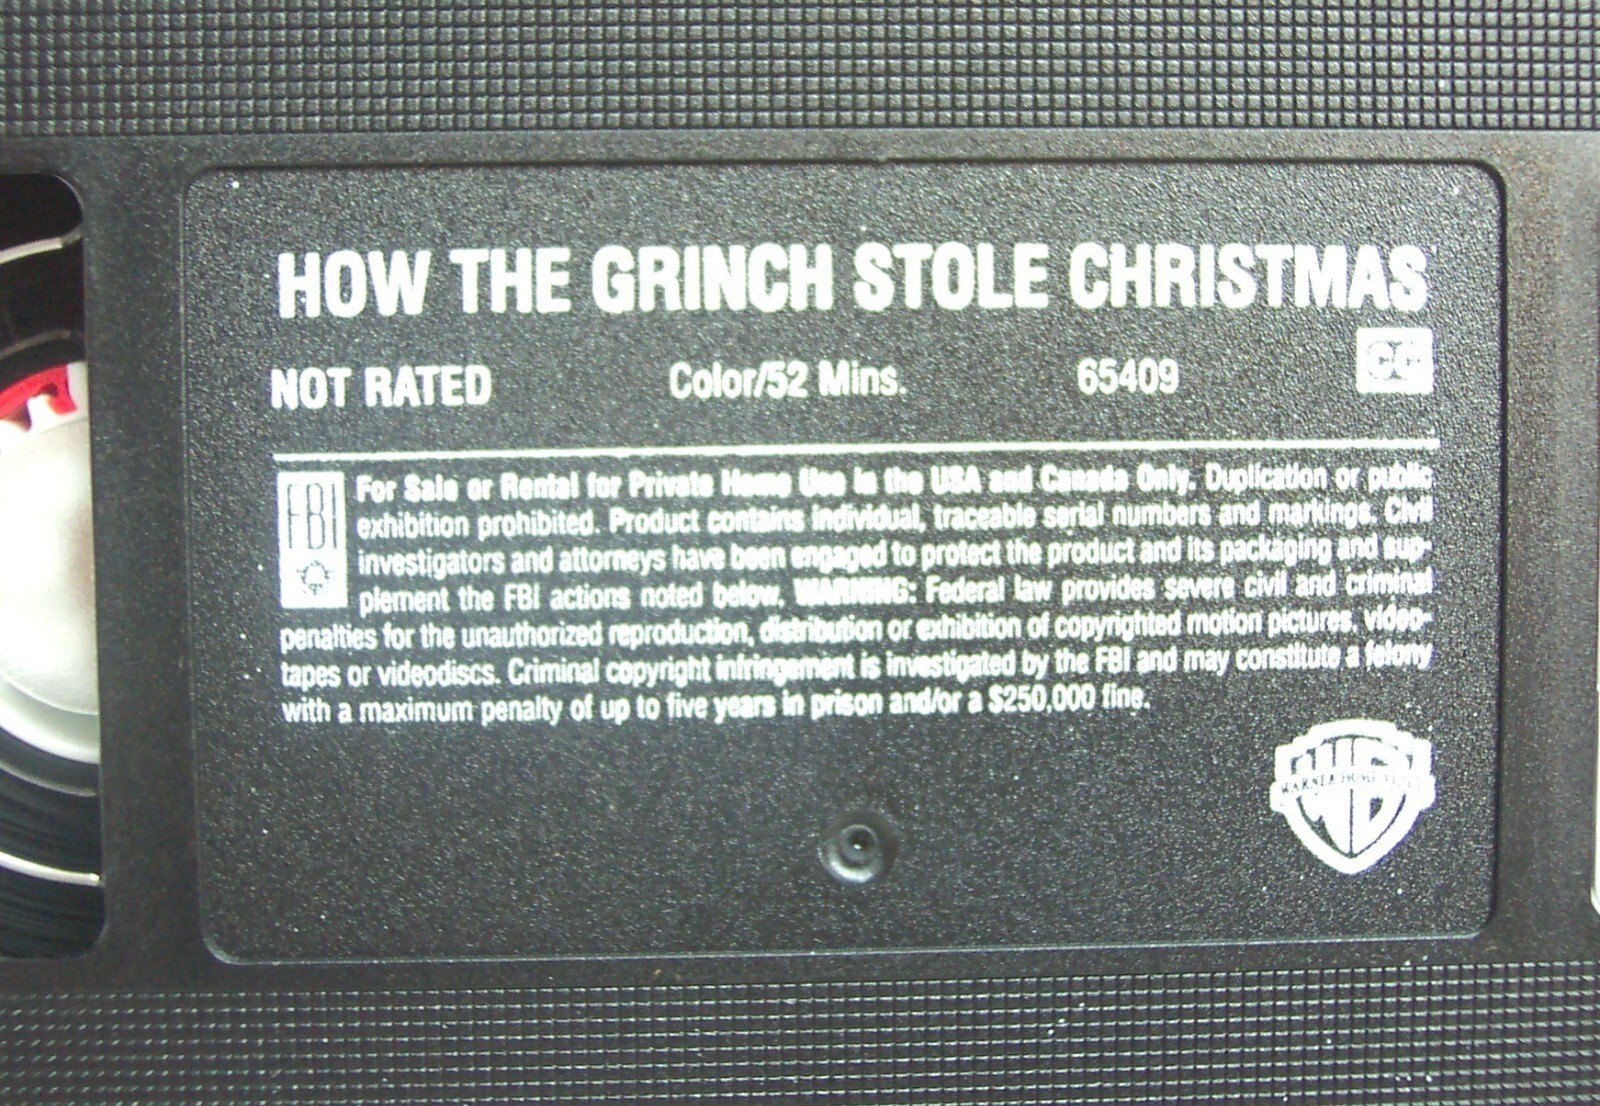 HOW THE GRINCH STOLE CHRISTMAS
NOT RATED Color/52 Mins. 65409 CC
FBI
For Sale or Rental for Private Home Use in the USA and Canada Only. Duplication or public
exhibition prohibited. Product contains individual, traceable serial numbers and markings. Civil
investigators and attorneys have been engaged to protect the product and its packaging and sup-
plement the FBI actions noted below. WARNING: Federal law provides severe civil and criminal
penalties for the unauthorized reproduction, distribution or exhibition of copyrighted motion pictures, video-
tapes or videodiscs. Criminal copyright infringement is investigated by the FBI and may constitute a felony
with a maximum penalty of up to five years in prison and/or a $250,000 fine.
WB
WARNER HOME VIDEO